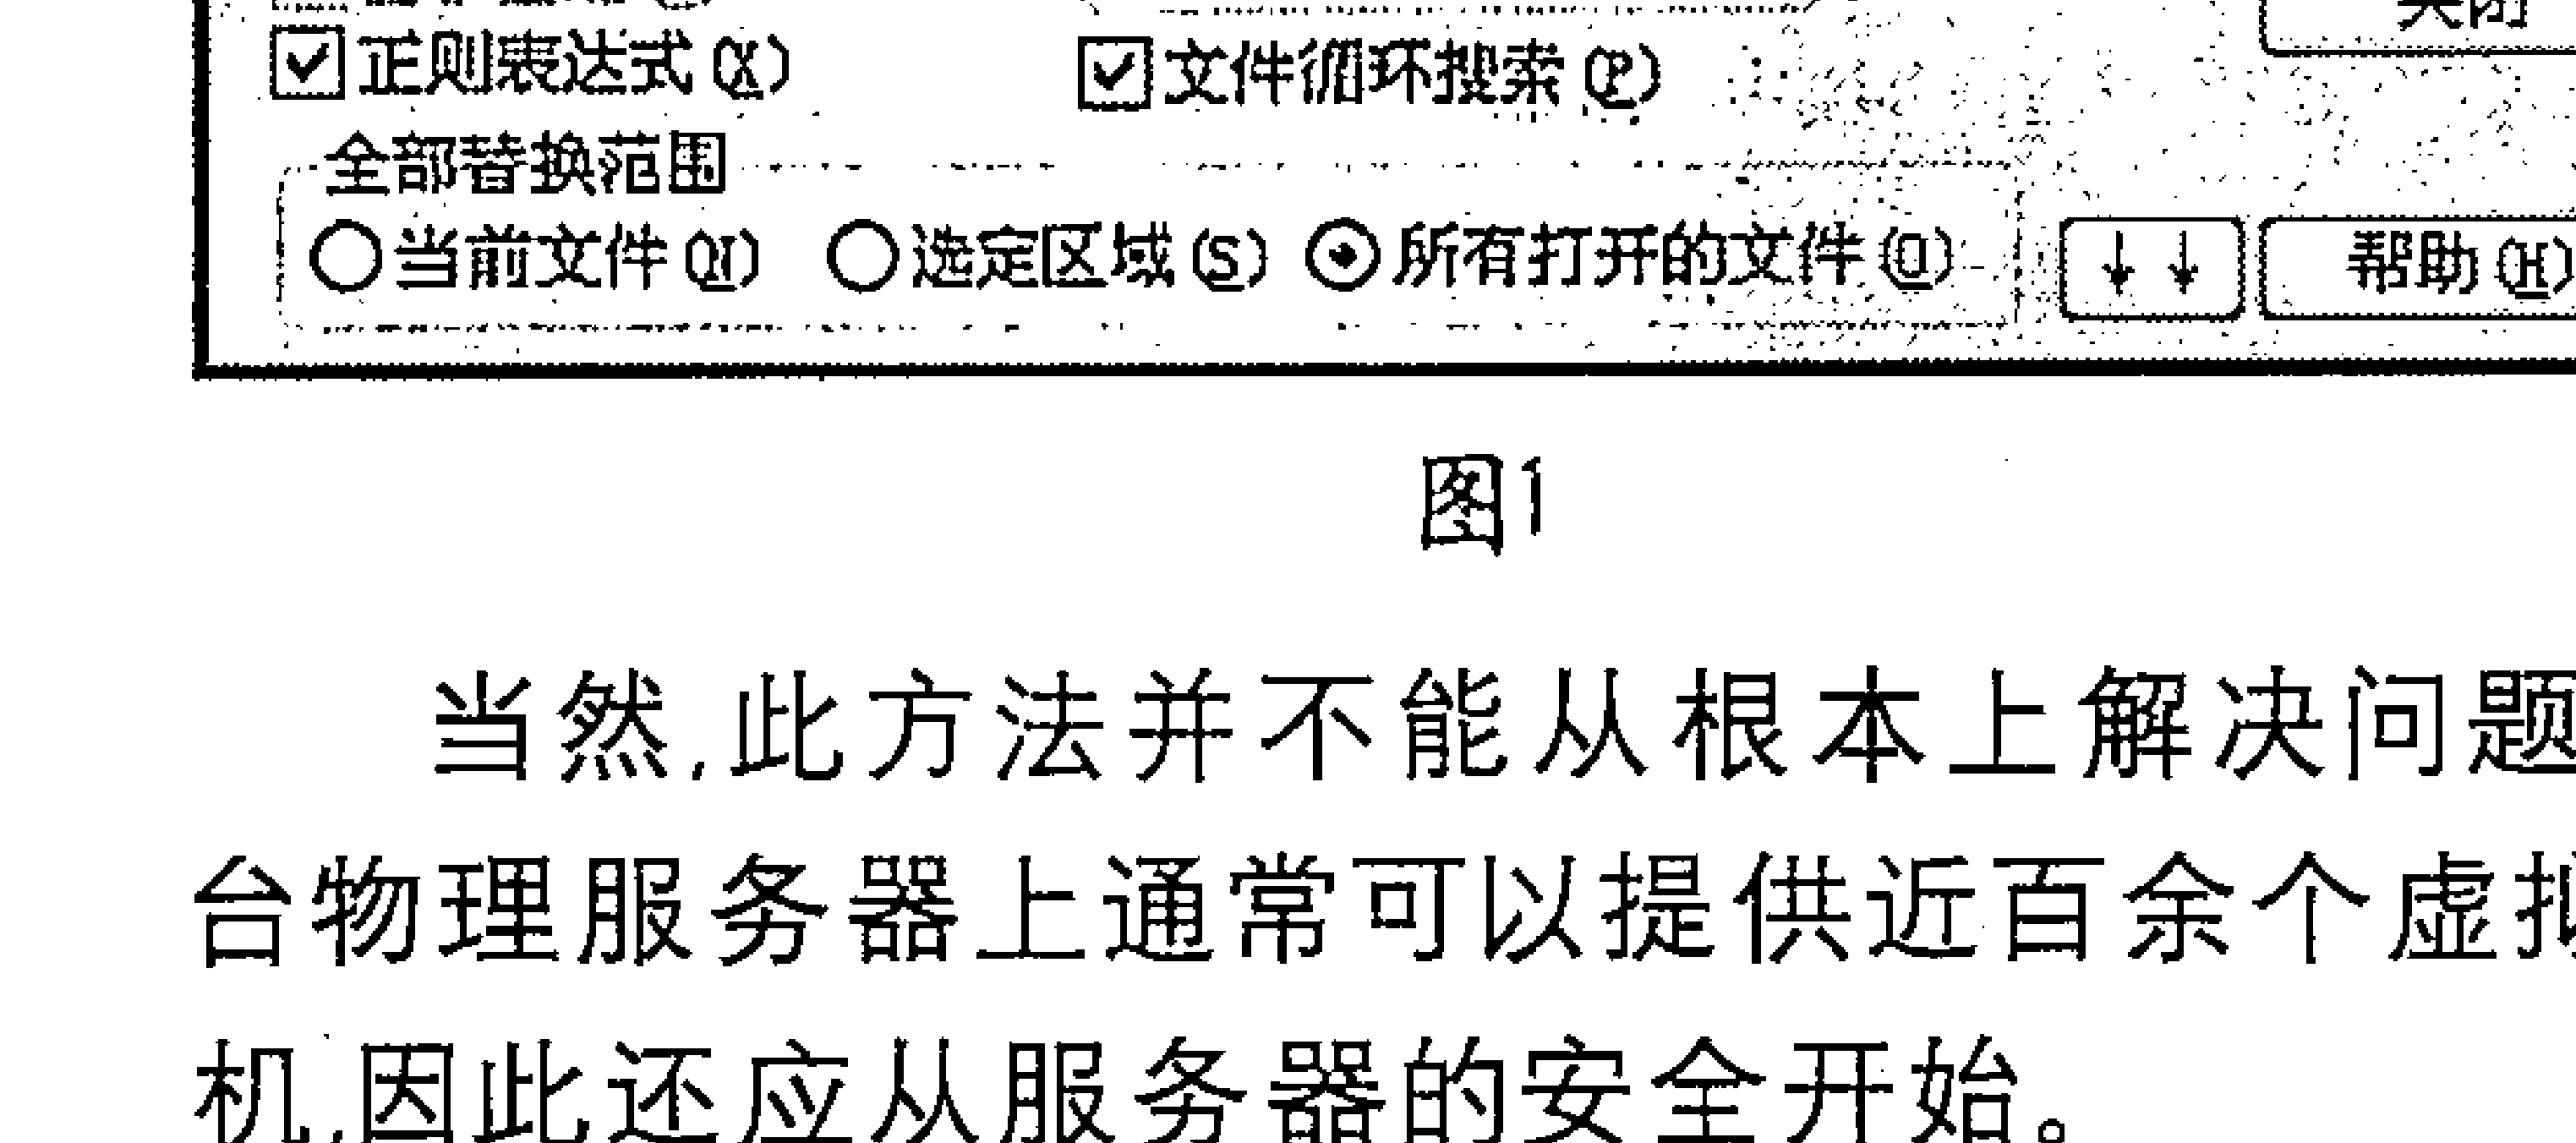 关闭
正则表达式(X) 文件循环搜索(P)
全部替换范围
当前文件(N) 选定区域(S) 所有打开的文件(O) ↓↓ 帮助(H)
图1
当然,此方法并不能从根本上解决问题
台物理服务器上通常可以提供近百余个虚拟
机,因此还应从服务器的安全开始。